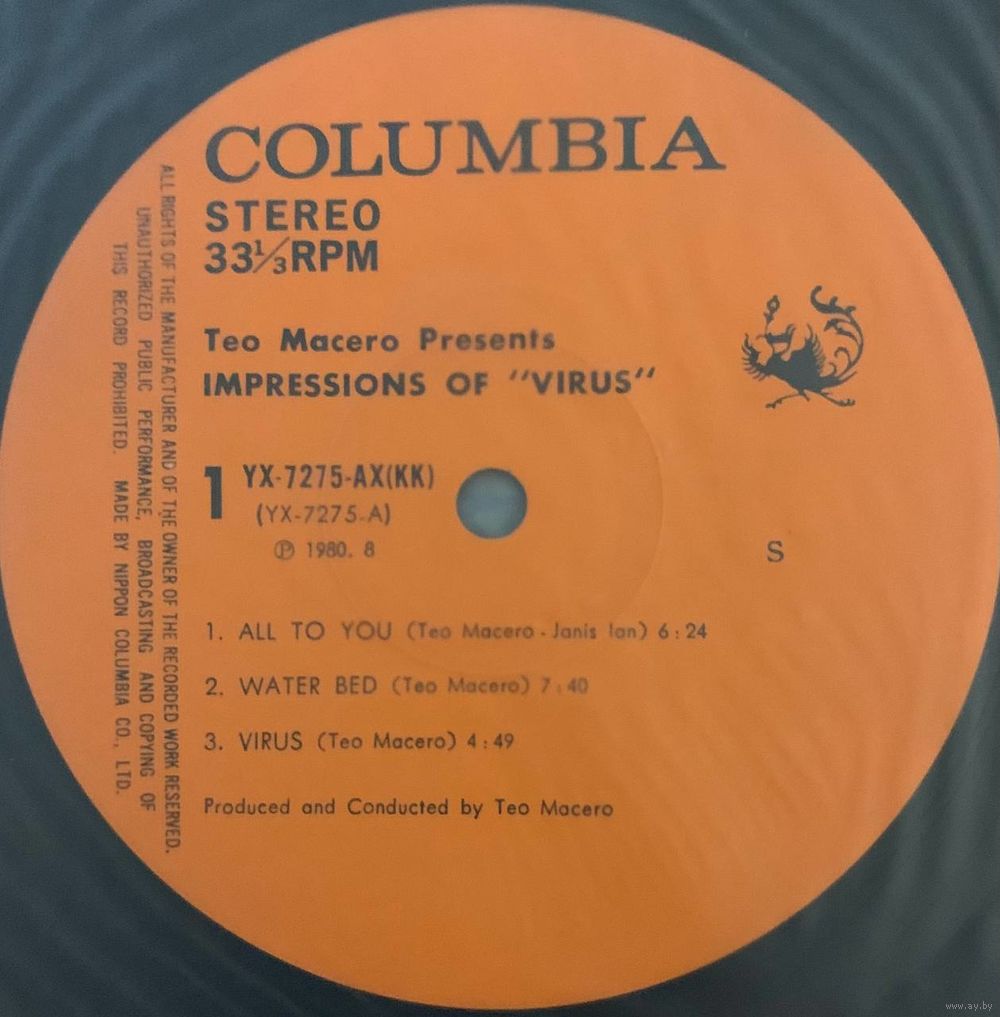 COLUMBIA
STEREO
33⅓RPM
Teo Macero Presents
IMPRESSIONS OF "VIRUS"
1 YX-7275-AX(KK)
(YX-7275-A)
℗ 1980. 8
S
1. ALL TO YOU (Teo Macero - Janis Ian) 6:24
2. WATER BED (Teo Macero) 7:40
3. VIRUS (Teo Macero) 4:49
Produced and Conducted by Teo Macero
ALL RIGHTS OF THE MANUFACTURER AND OF THE OWNER OF THE RECORDED WORK RESERVED.
UNAUTHORIZED PUBLIC PERFORMANCE, BROADCASTING AND COPYING OF
THIS RECORD PROHIBITED. MADE BY NIPPON COLUMBIA CO., LTD.
www.ay.by